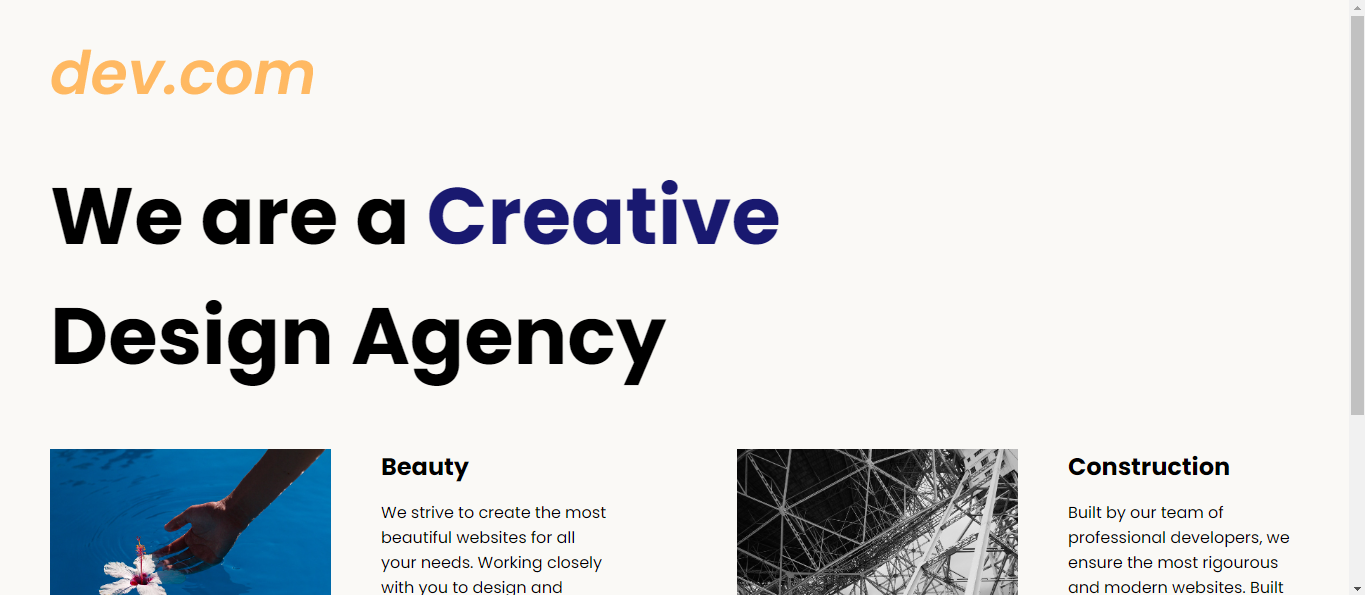 dev.com
We are a Creative
Design Agency
Beauty
We strive to create the most
beautiful websites for all
your needs. Working closely
with you to design and
Construction
Built by our team of
professional developers, we
ensure the most rigourous
and modern websites. Built